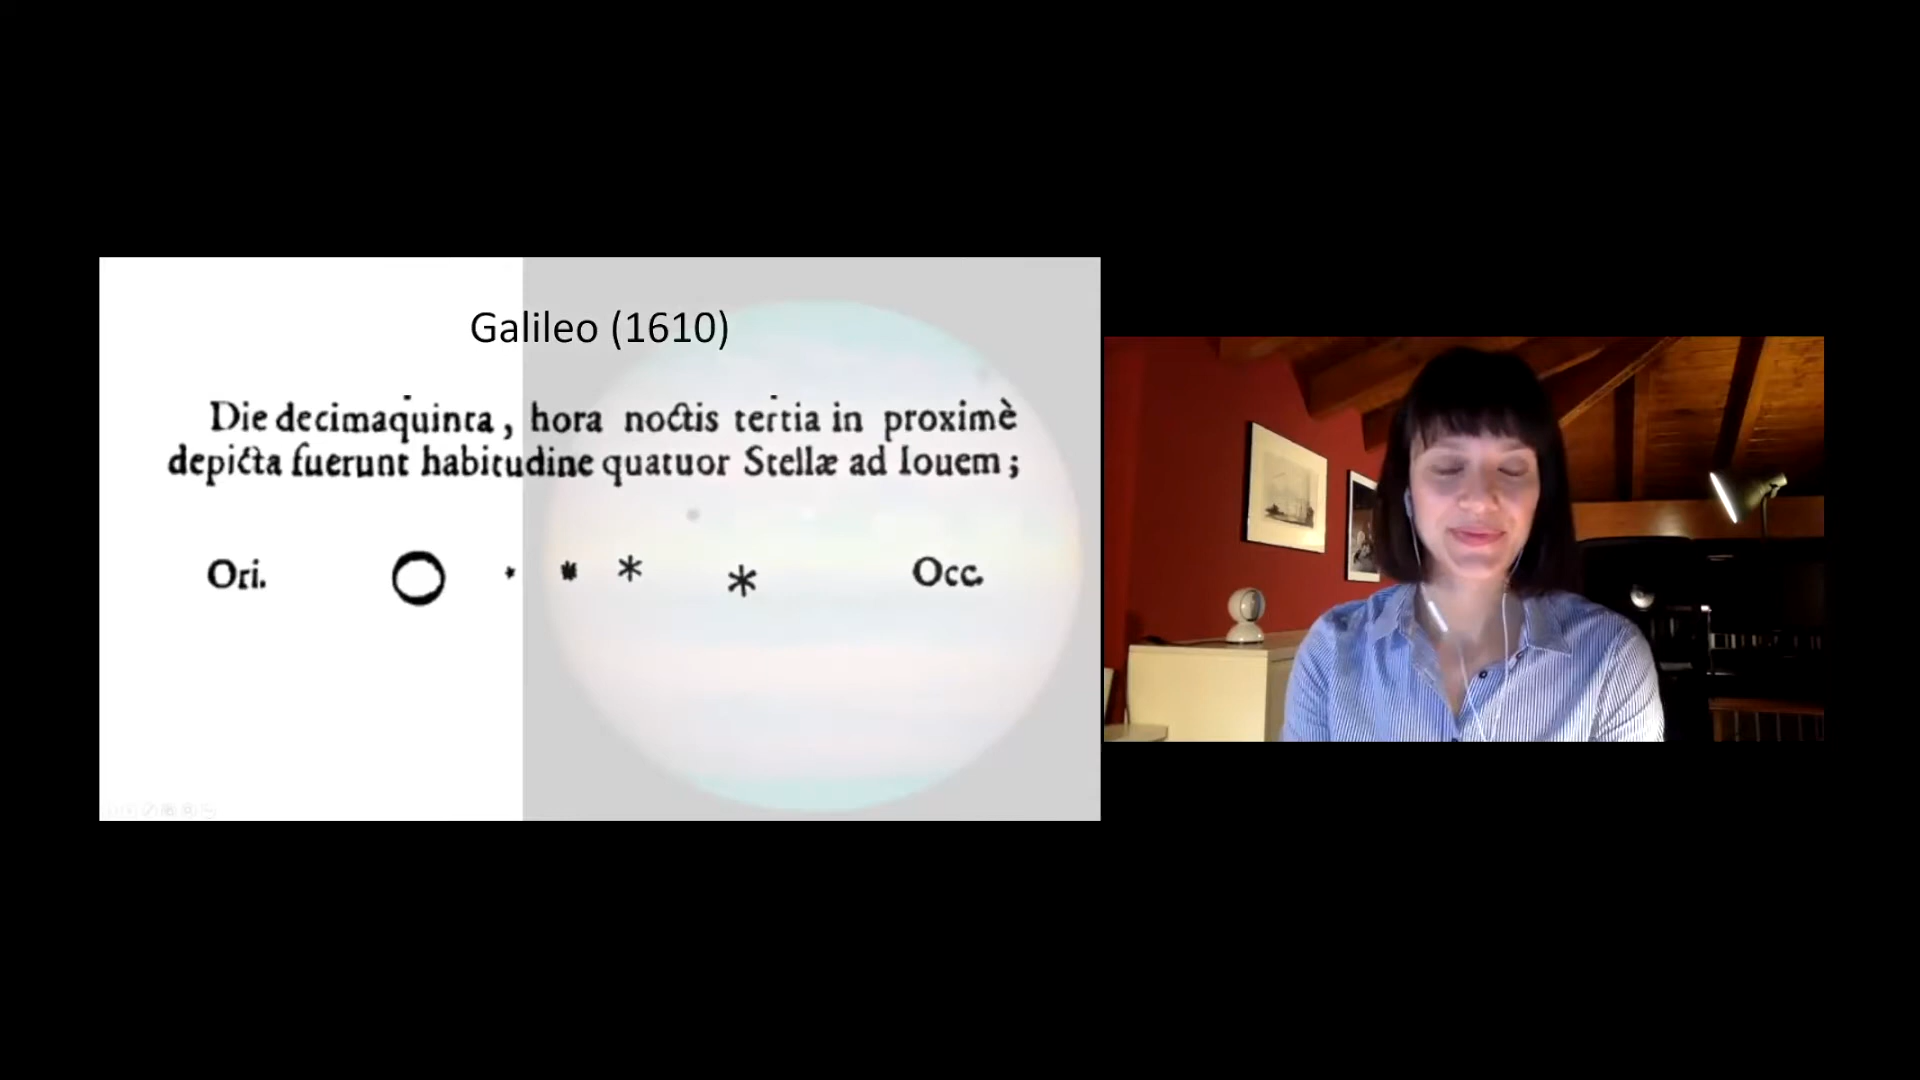 Galileo (1610)
Die decimaquinta, hora noctis tertia in proximè
depicta fuerunt habitudine quatuor Stellæ ad Iouem;
Ori. Occ.